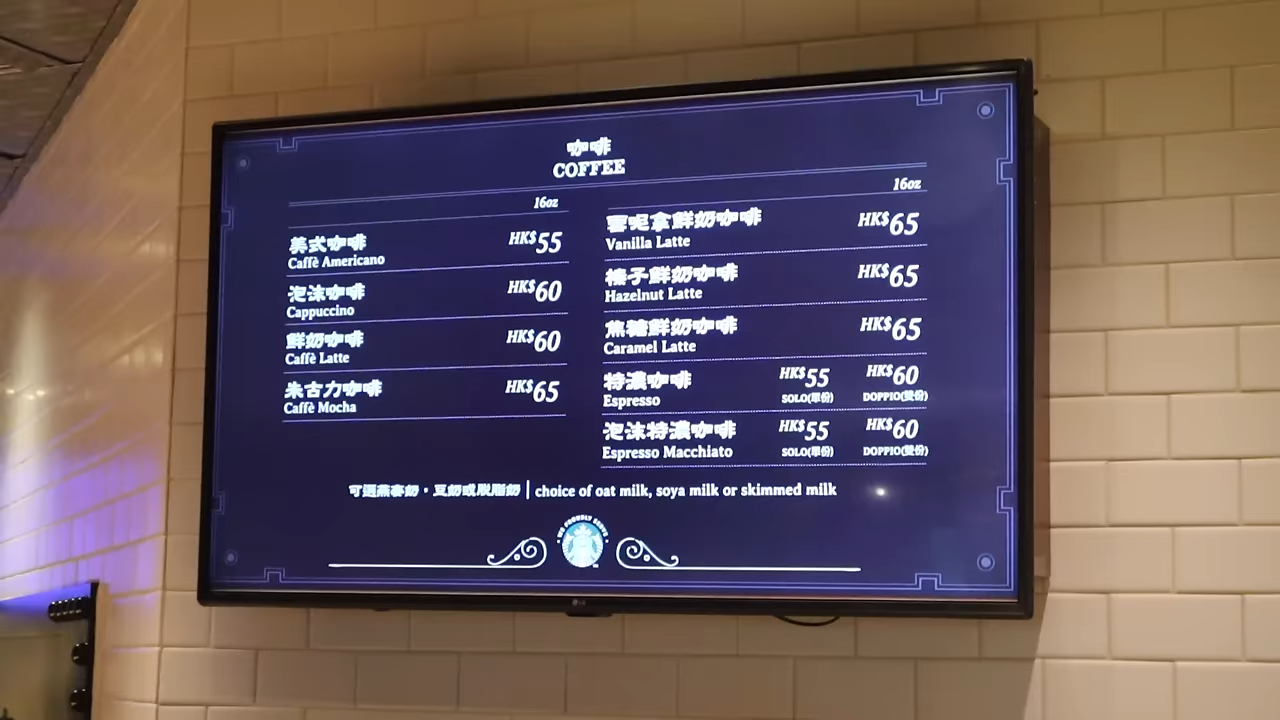 咖啡
COFFEE
16oz
美式咖啡 HK$55
Caffè Americano
泡沫咖啡 HK$60
Cappuccino
鮮奶咖啡 HK$60
Caffè Latte
朱古力咖啡 HK$65
Caffè Mocha
16oz
雲呢拿鮮奶咖啡 HK$65
Vanilla Latte
榛子鮮奶咖啡 HK$65
Hazelnut Latte
焦糖鮮奶咖啡 HK$65
Caramel Latte
特濃咖啡 HK$55 HK$60
Espresso SOLO(單份) DOPPIO(雙份)
泡沫特濃咖啡 HK$55 HK$60
Espresso Macchiato SOLO(單份) DOPPIO(雙份)
可選燕麥奶·豆奶或脫脂奶 | choice of oat milk, soya milk or skimmed milk
WE PROUDLY SERVE
LG